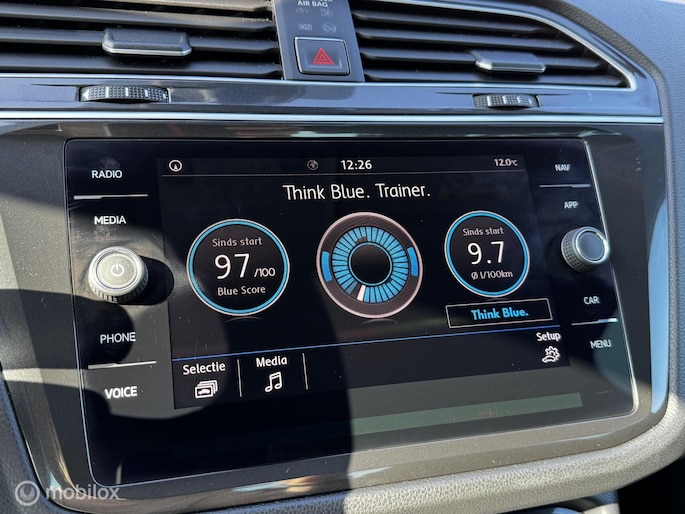 AIR BAG
12:26
12.0°C
RADIO
MEDIA
PHONE
VOICE
NAV
APP
CAR
MENU
Think Blue. Trainer.
Sinds start
97 /100
Blue Score
Sinds start
9.7
Ø l/100km
Think Blue.
Selectie
Media
Setup
mobilox